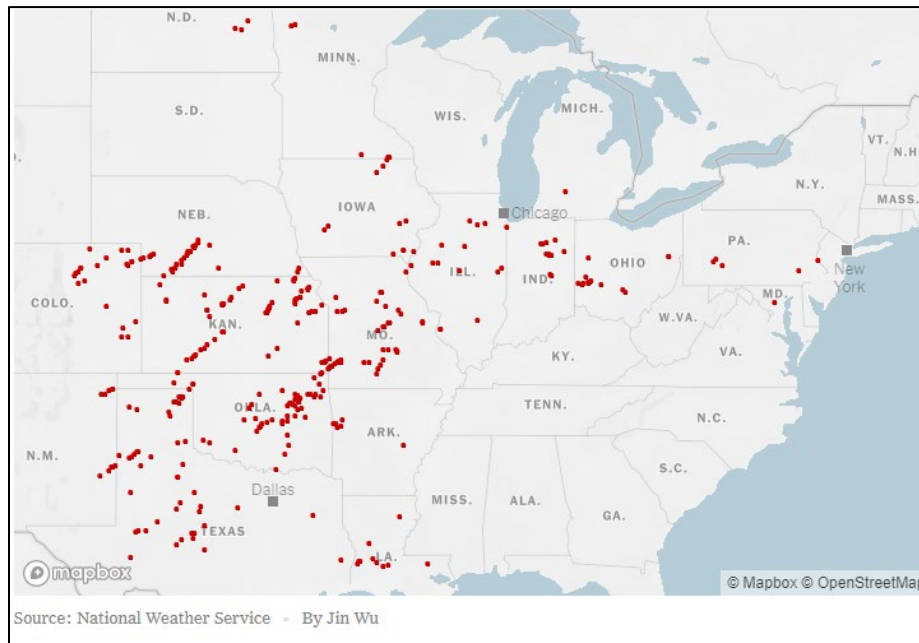 N.D.
MINN.
S.D.
WIS.
MICH.
VT.
N.H
N.Y.
MASS.
NEB.
IOWA
Chicago
PA.
OHIO
ILL.
IND.
New
York
COLO.
MD.
KAN.
MO.
W.VA.
VA.
KY.
OKLA.
TENN.
N.C.
ARK.
N.M.
S.C.
Dallas
MISS.
ALA.
GA.
TEXAS
LA.
mapbox
© Mapbox © OpenStreetMap
Source: National Weather Service - By Jin Wu